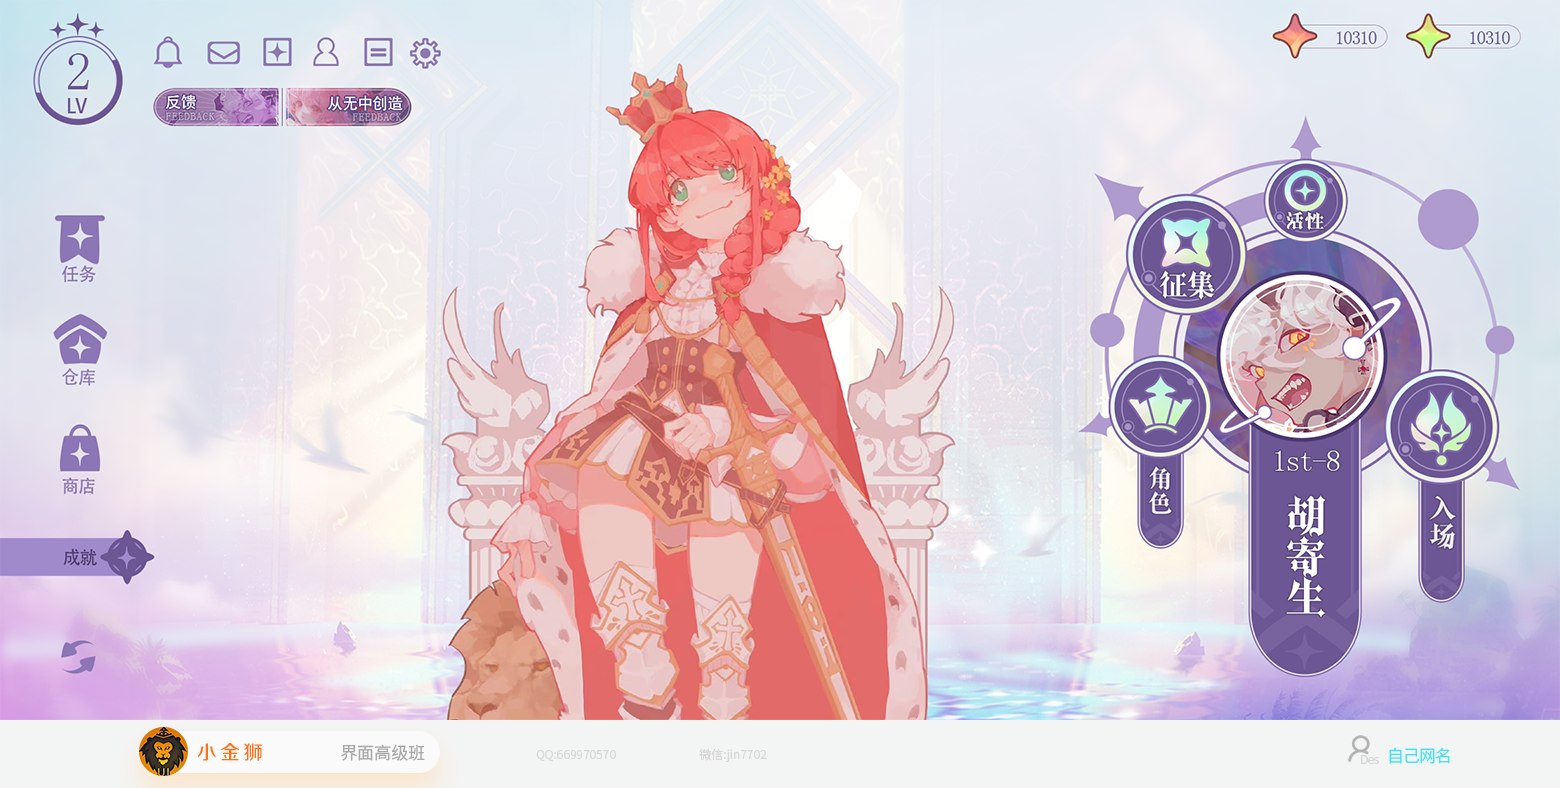 2
LV
反馈
FEEDBACK
从无中创造
FEEDBACK
10310
10310
任务
仓库
商店
成就
活性
征集
角色
1st-8
胡寄生
入场
小金狮
界面高级班
QQ:669970570
微信:jin7702
Des
自己网名